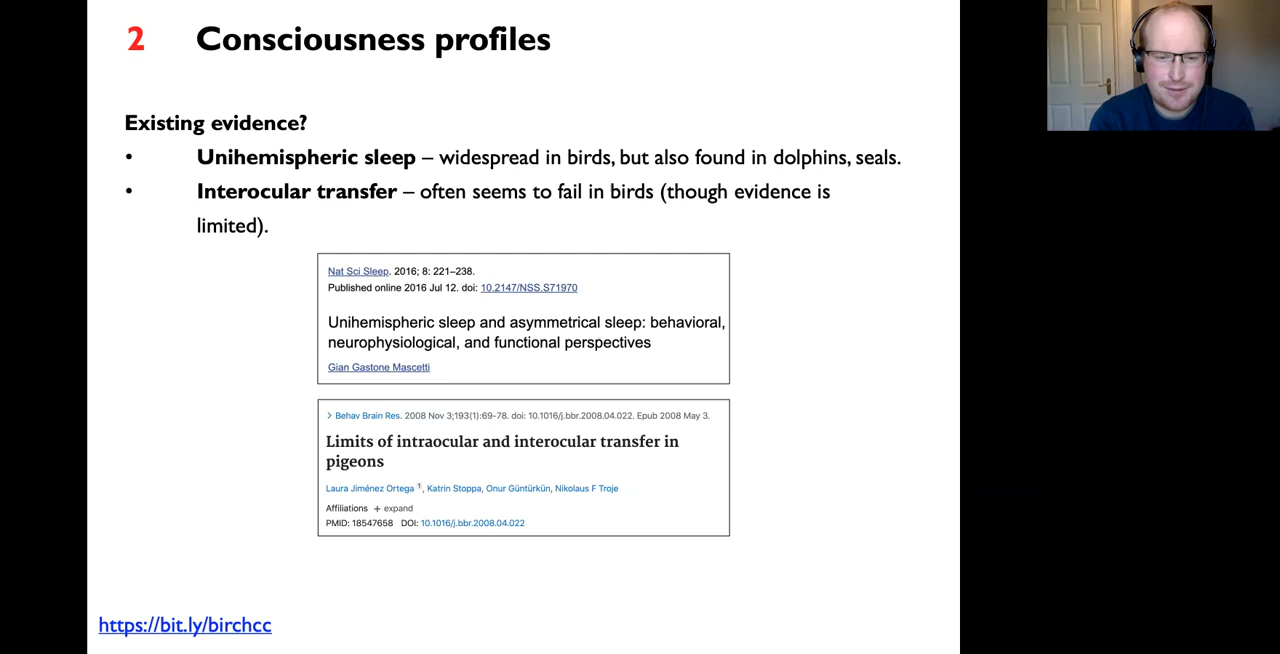 2 Consciousness profiles
Existing evidence?
• Unihemispheric sleep – widespread in birds, but also found in dolphins, seals.
• Interocular transfer – often seems to fail in birds (though evidence is
limited).
Nat Sci Sleep. 2016; 8: 221–238.
Published online 2016 Jul 12. doi: 10.2147/NSS.S71970
Unihemispheric sleep and asymmetrical sleep: behavioral,
neurophysiological, and functional perspectives
Gian Gastone Mascetti
> Behav Brain Res. 2008 Nov 3;193(1):69-78. doi: 10.1016/j.bbr.2008.04.022. Epub 2008 May 3.
Limits of intraocular and interocular transfer in
pigeons
Laura Jiménez Ortega 1, Katrin Stoppa, Onur Güntürkün, Nikolaus F Troje
Affiliations + expand
PMID: 18547658 DOI: 10.1016/j.bbr.2008.04.022
https://bit.ly/birchcc